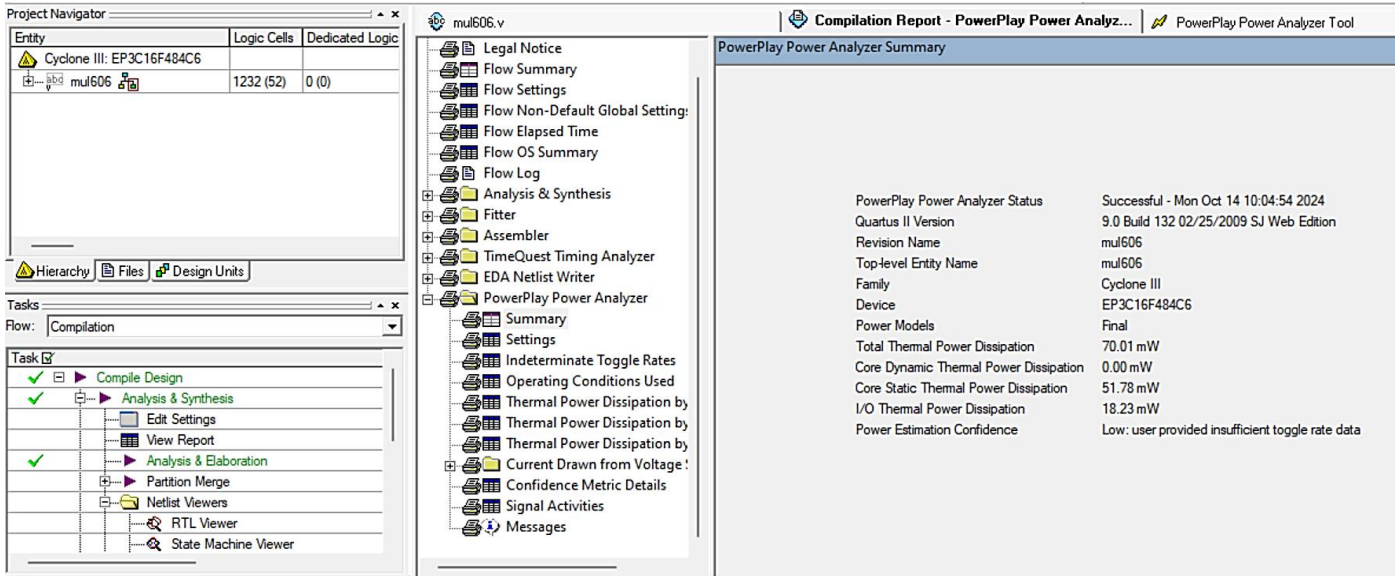 Project Navigator
Entity Logic Cells Dedicated Logic
Cyclone III: EP3C16F484C6
abc mul606 1232 (52) 0 (0)
Hierarchy Files Design Units
Tasks
Flow: Compilation
Task
Compile Design
Analysis & Synthesis
Edit Settings
View Report
Analysis & Elaboration
Partition Merge
Netlist Viewers
RTL Viewer
State Machine Viewer
abc mul606.v
Compilation Report - PowerPlay Power Analyz...
PowerPlay Power Analyzer Tool
Legal Notice
Flow Summary
Flow Settings
Flow Non-Default Global Settings
Flow Elapsed Time
Flow OS Summary
Flow Log
Analysis & Synthesis
Fitter
Assembler
TimeQuest Timing Analyzer
EDA Netlist Writer
PowerPlay Power Analyzer
Summary
Settings
Indeterminate Toggle Rates
Operating Conditions Used
Thermal Power Dissipation by
Thermal Power Dissipation by
Thermal Power Dissipation by
Current Drawn from Voltage
Confidence Metric Details
Signal Activities
Messages
PowerPlay Power Analyzer Summary
PowerPlay Power Analyzer Status Successful - Mon Oct 14 10:04:54 2024
Quartus II Version 9.0 Build 132 02/25/2009 SJ Web Edition
Revision Name mul606
Top-level Entity Name mul606
Family Cyclone III
Device EP3C16F484C6
Power Models Final
Total Thermal Power Dissipation 70.01 mW
Core Dynamic Thermal Power Dissipation 0.00 mW
Core Static Thermal Power Dissipation 51.78 mW
I/O Thermal Power Dissipation 18.23 mW
Power Estimation Confidence Low: user provided insufficient toggle rate data